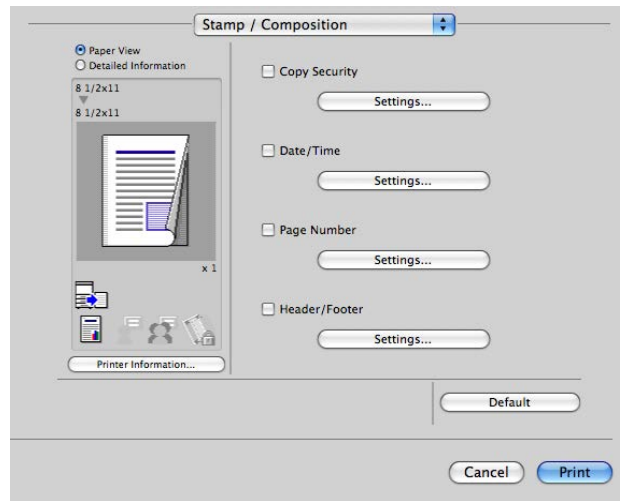 Stamp / Composition
Paper View
Detailed Information
8 1/2x11
8 1/2x11
x 1
Printer Information...
Copy Security
Settings...
Date/Time
Settings...
Page Number
Settings...
Header/Footer
Settings...
Default
Cancel
Print